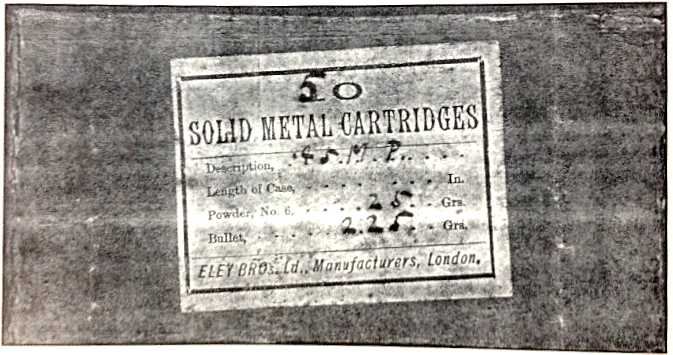 50
SOLID METAL CARTRIDGES
Description, .45. M. P. . . . .
Length of Case, . . . . . . . In.
Powder, No. 6. . . . . . 25. . Grs.
Bullet, . . . . . 225. . Grs.
ELEY BROS. Ld., Manufacturers, London.